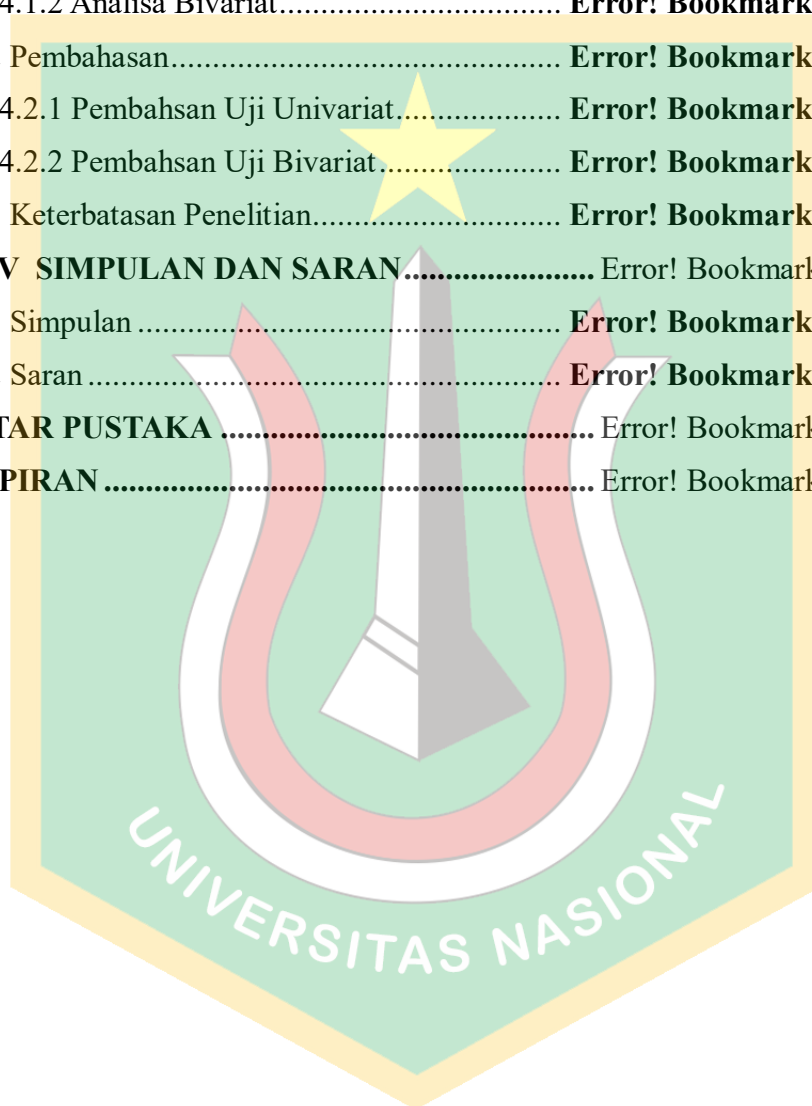 4.1.2 Analisa Bivariat.................................. Error! Bookmark
Pembahasan............................................... Error! Bookmark
4.2.1 Pembahsan Uji Univariat.................... Error! Bookmark
4.2.2 Pembahsan Uji Bivariat...................... Error! Bookmark
Keterbatasan Penelitian.............................. Error! Bookmark
V SIMPULAN DAN SARAN....................... Error! Bookmark
Simpulan ................................................... Error! Bookmark
Saran ......................................................... Error! Bookmark
TAR PUSTAKA ............................................. Error! Bookmark
PIRAN ........................................................... Error! Bookmark
UNIVERSITAS NASIONAL